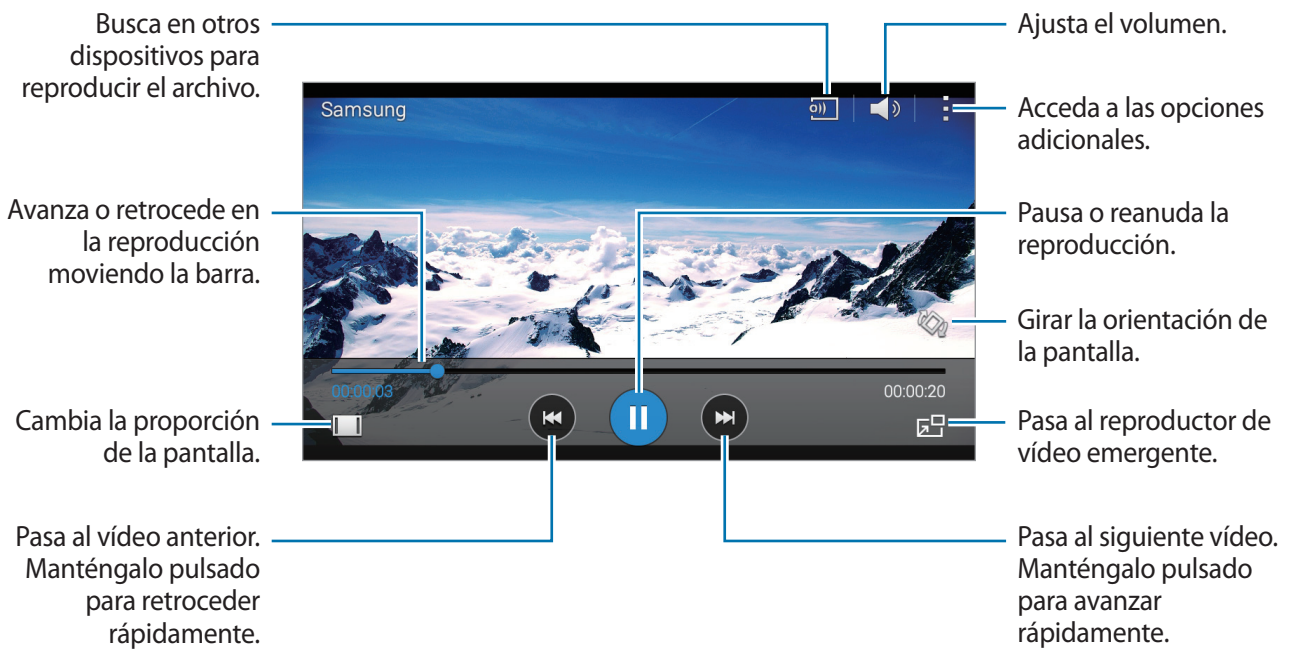 Busca en otros
dispositivos para
reproducir el archivo.
Ajusta el volumen.
Samsung
Acceda a las opciones
adicionales.
Avanza o retrocede en
la reproducción
moviendo la barra.
Pausa o reanuda la
reproducción.
Girar la orientación de
la pantalla.
00:00:03
00:00:20
Cambia la proporción
de la pantalla.
Pasa al reproductor de
vídeo emergente.
Pasa al vídeo anterior.
Manténgalo pulsado
para retroceder
rápidamente.
Pasa al siguiente vídeo.
Manténgalo pulsado
para avanzar
rápidamente.